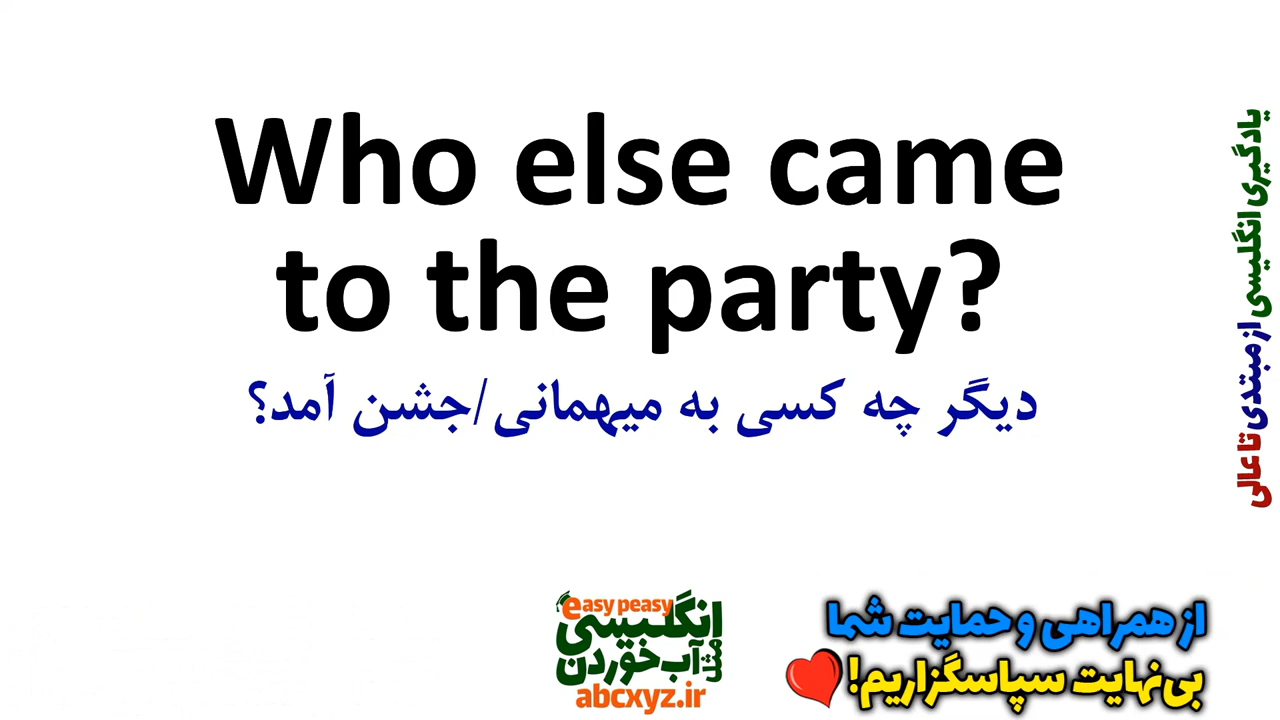 Who else came
to the party?
دیگر چه کسی به میهمانی/جشن آمد؟
یادگیری انگلیسی از مبتدی تا عالی
easy peasy
انگلیسی
مثل آب خوردن
abcxyz.ir
از همراهی و حمایت شما
بی‌نهایت سپاسگزاریم!